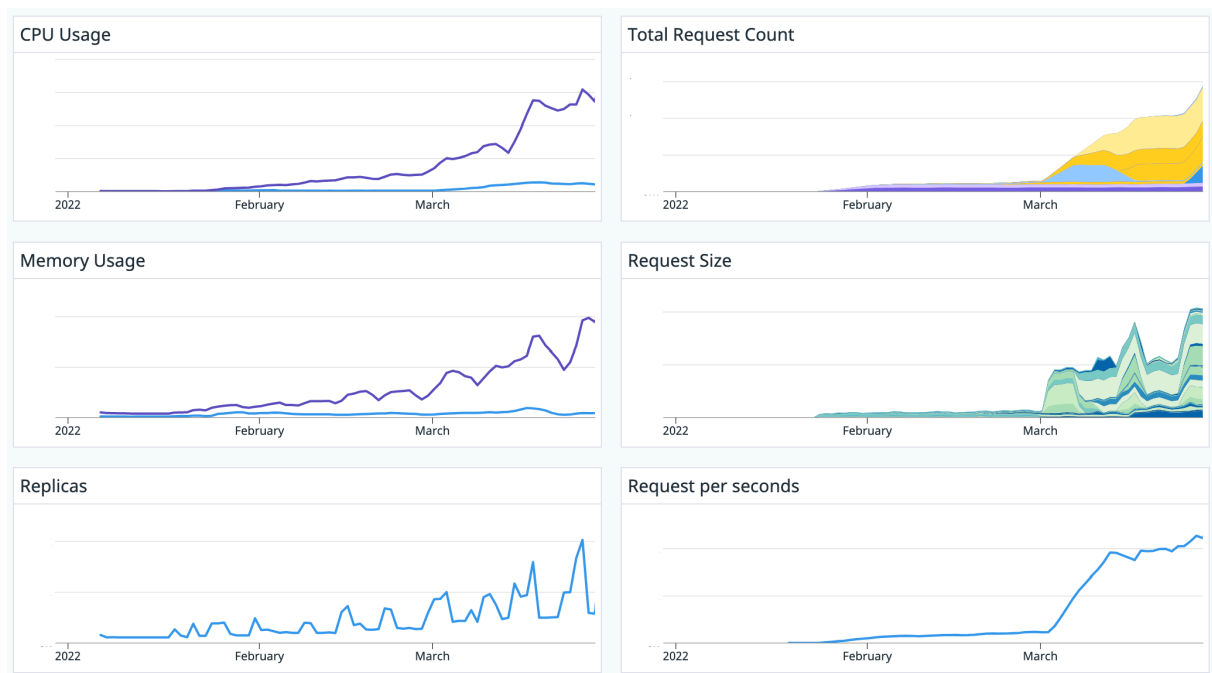 CPU Usage
2022 February March
Total Request Count
2022 February March
Memory Usage
2022 February March
Request Size
2022 February March
Replicas
2022 February March
Request per seconds
2022 February March